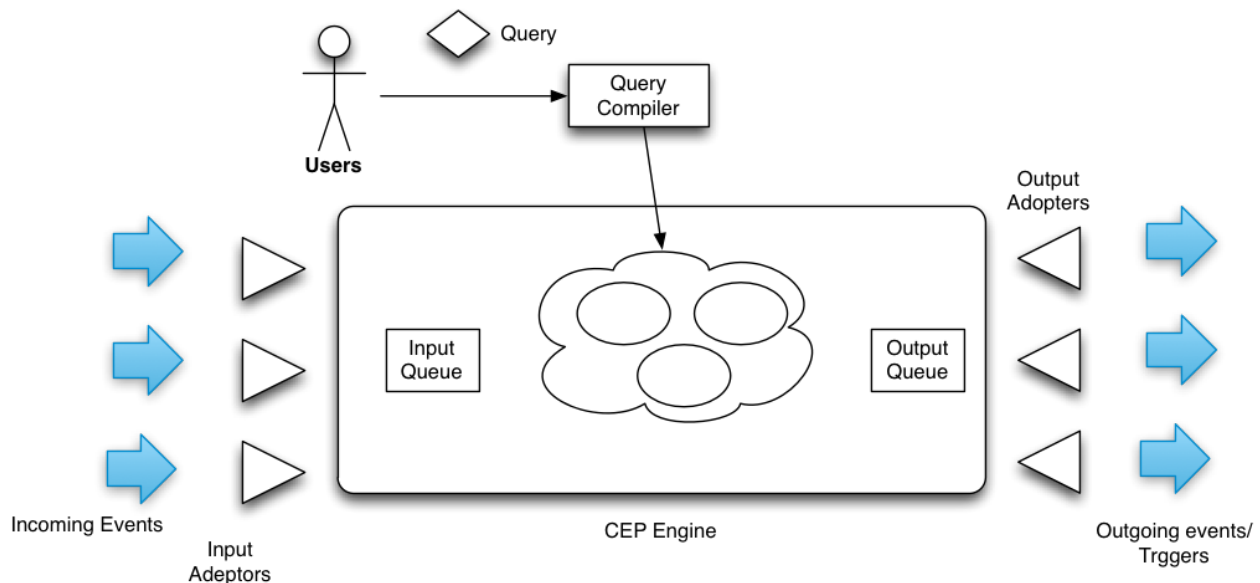 Query
Query
Compiler
Users
Output
Adopters
Input
Queue
Output
Queue
Incoming Events
CEP Engine
Outgoing events/
Trggers
Input
Adeptors